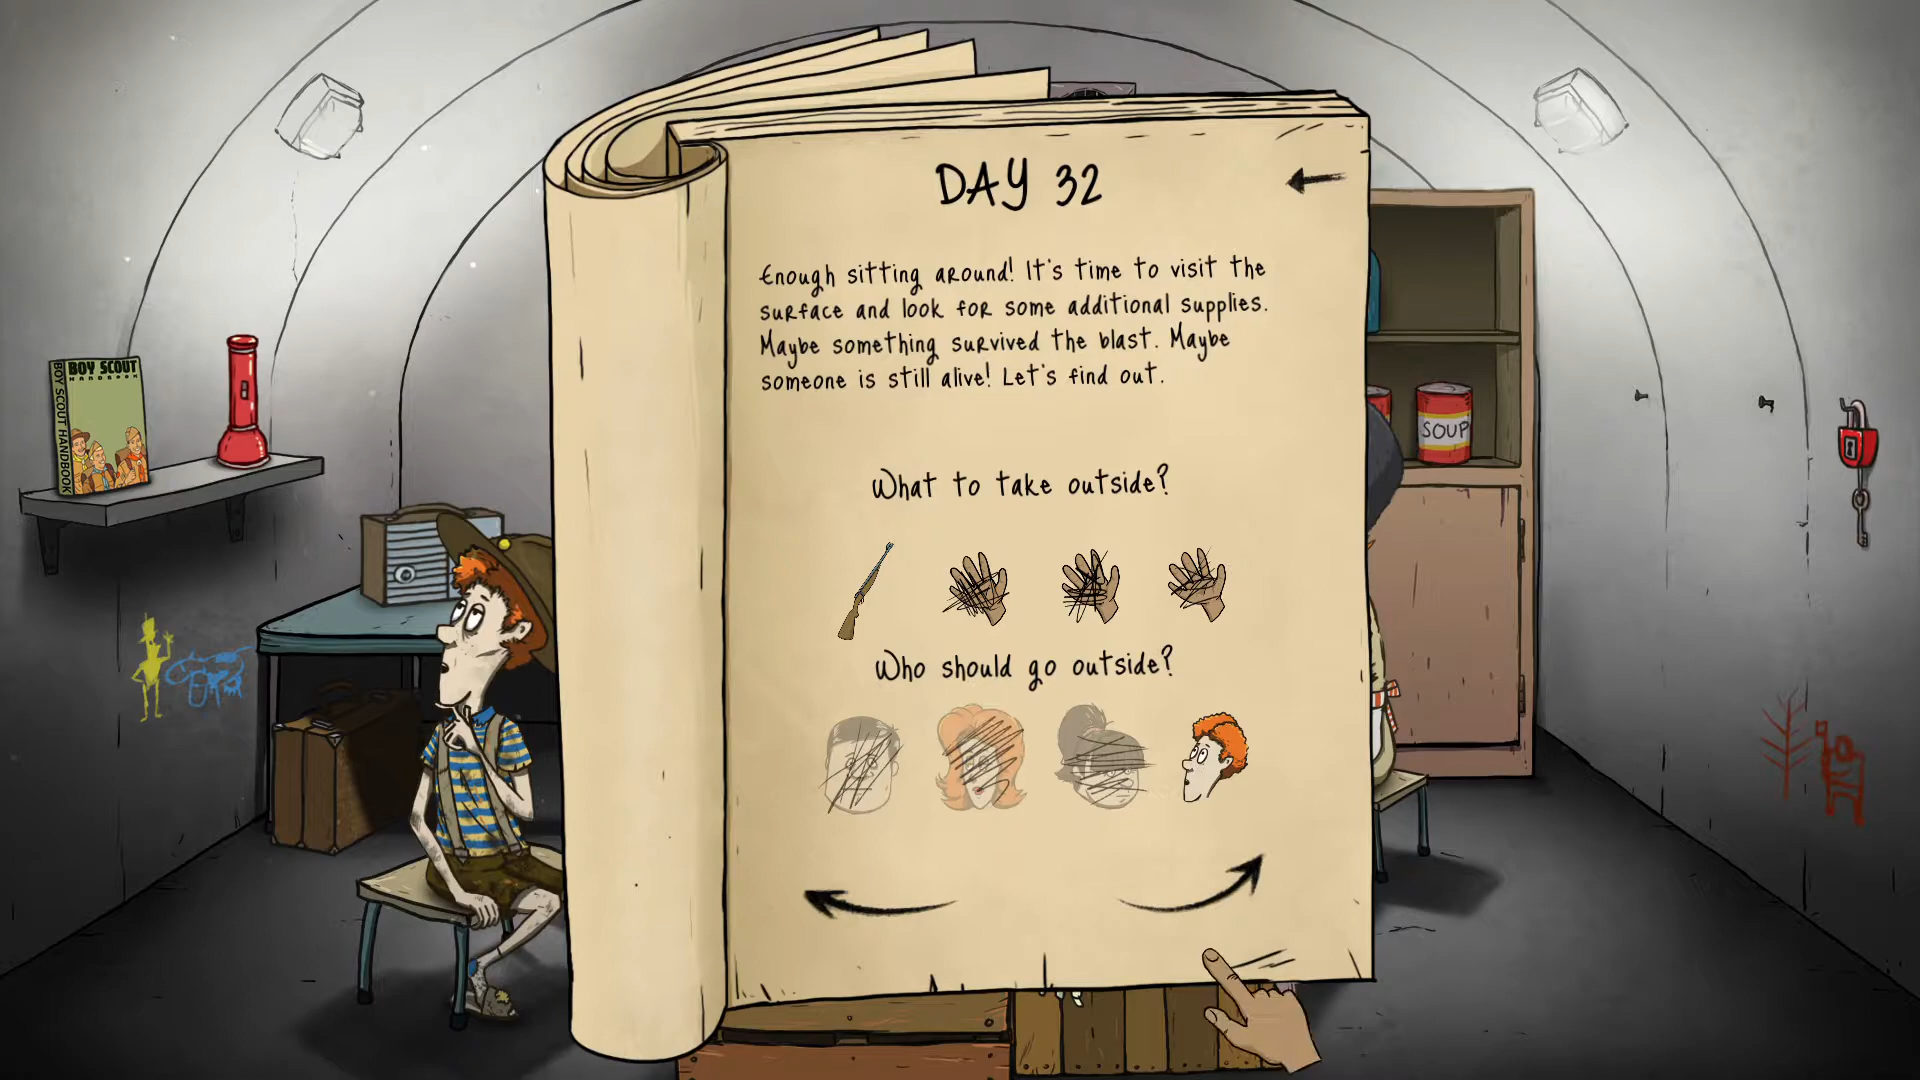 DAY 32
Enough sitting around! It's time to visit the
surface and look for some additional supplies.
Maybe something survived the blast. Maybe
someone is still alive! Let's find out.
What to take outside?
Who should go outside?
BOY SCOUT
HANDBOOK
BOY SCOUT HANDBOOK
SOUP